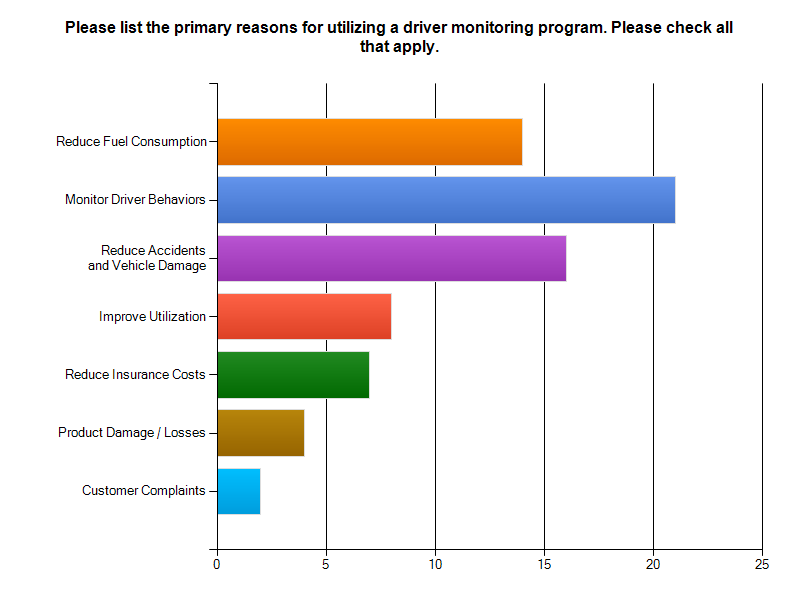 Please list the primary reasons for utilizing a driver monitoring program. Please check all
that apply.
Reduce Fuel Consumption
Monitor Driver Behaviors
Reduce Accidents
and Vehicle Damage
Improve Utilization
Reduce Insurance Costs
Product Damage / Losses
Customer Complaints
0 5 10 15 20 25